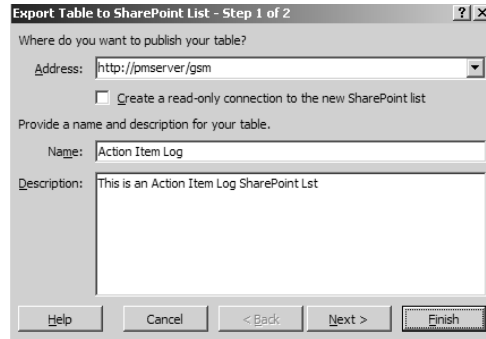 Export Table to SharePoint List - Step 1 of 2
Where do you want to publish your table?
Address: http://pmserver/gsm
Create a read-only connection to the new SharePoint list
Provide a name and description for your table.
Name: Action Item Log
Description: This is an Action Item Log SharePoint Lst
Help Cancel < Back Next > Finish